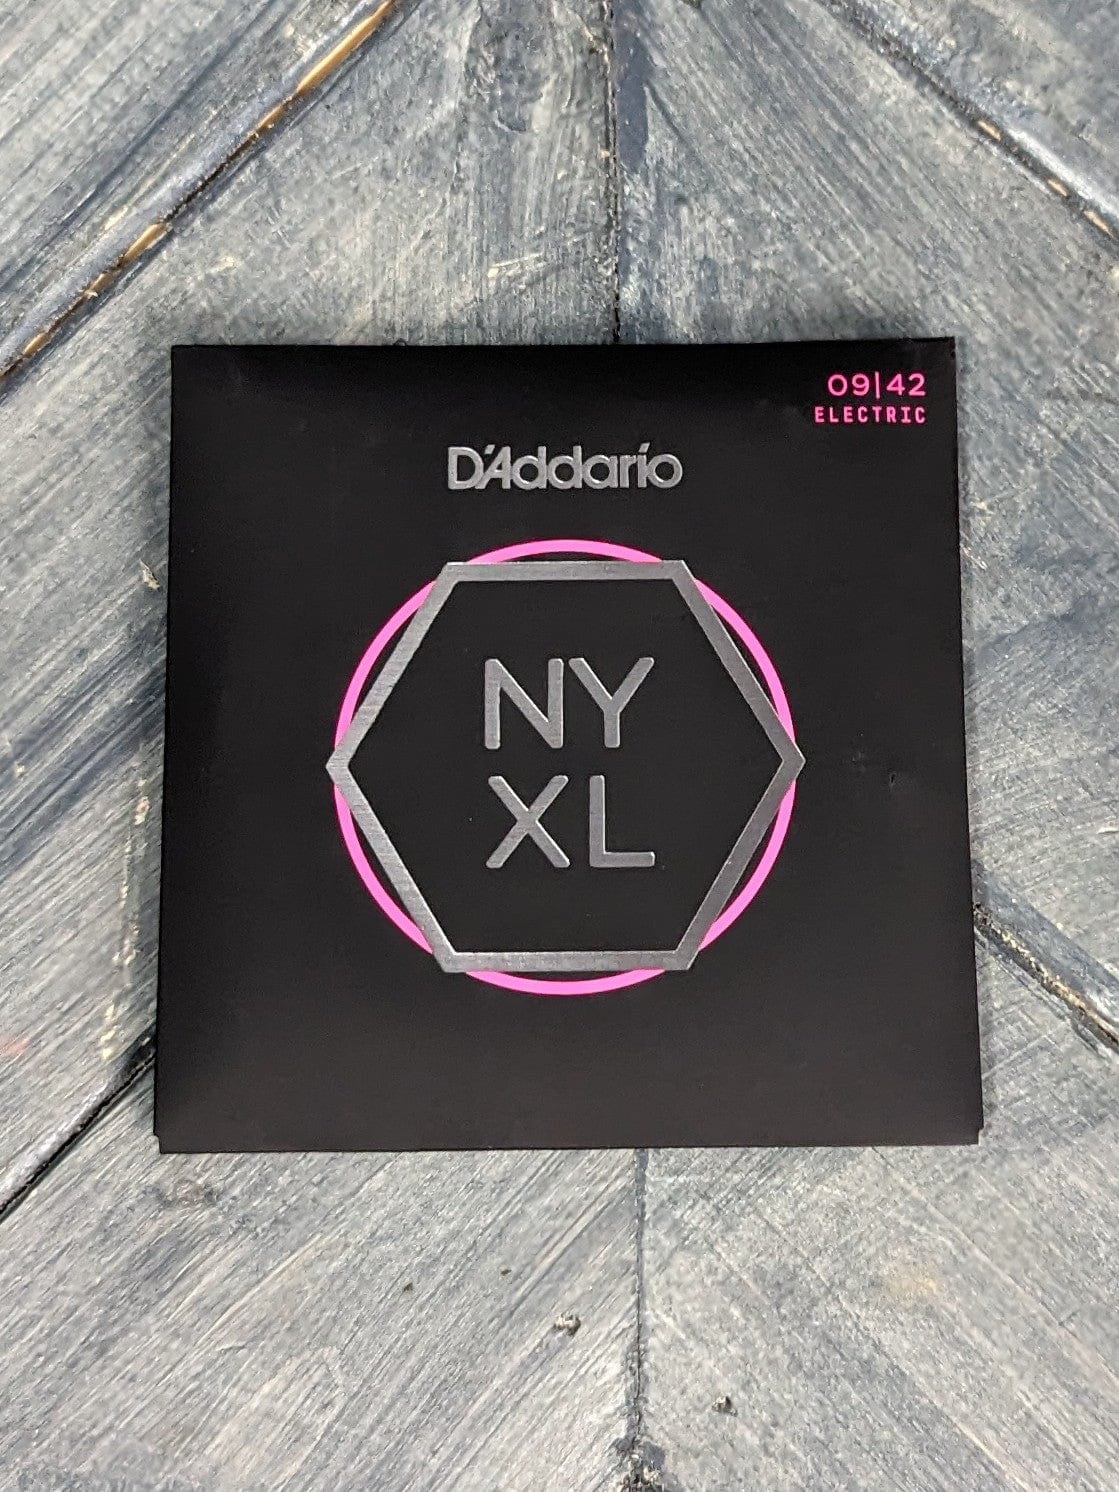 09|42
ELECTRIC
D'Addario
NY
XL